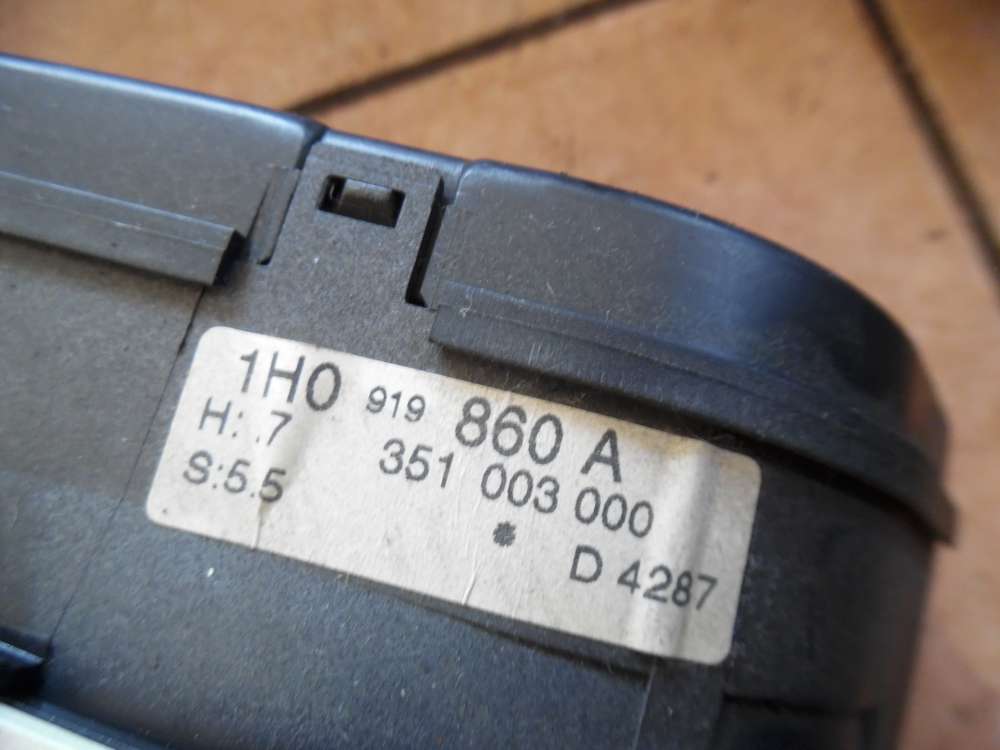 1H0 919 860 A
H: .7 351 003 000
S:5.5 *
D 4287